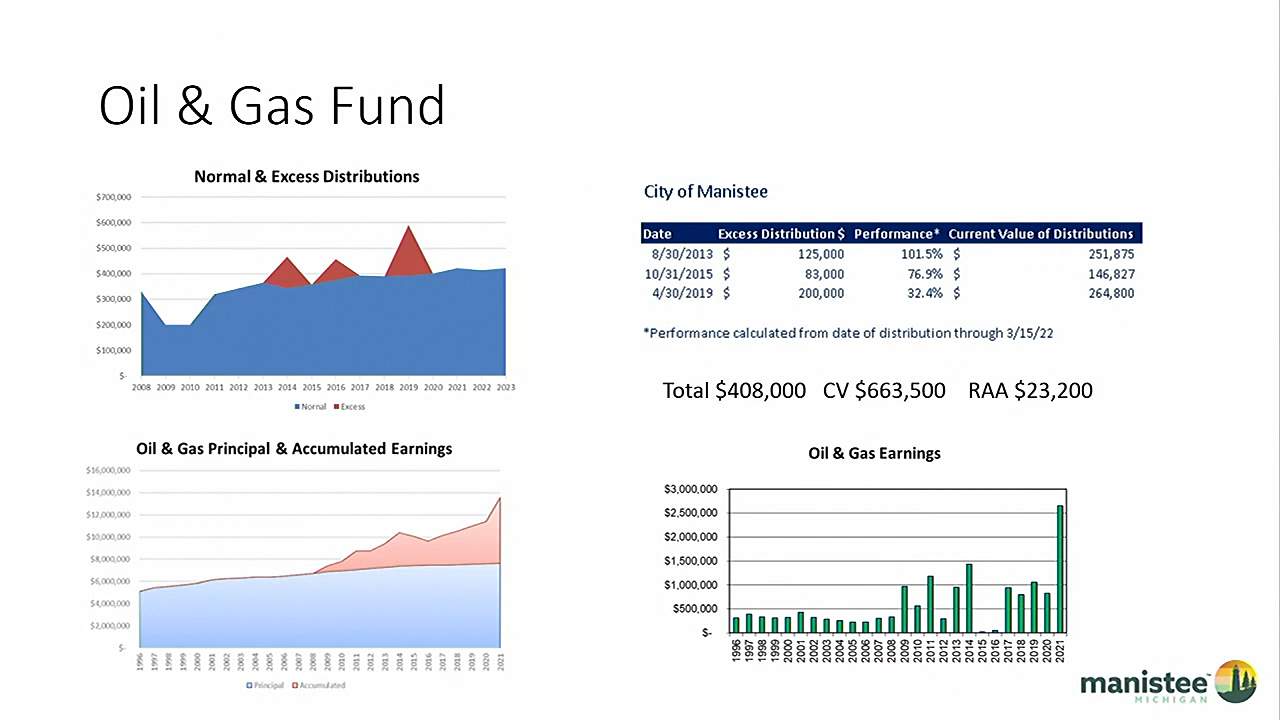 Oil & Gas Fund
Normal & Excess Distributions
$700,000
$600,000
$500,000
$400,000
$300,000
$200,000
$100,000
$-
2008 2009 2010 2011 2012 2013 2014 2015 2016 2017 2018 2019 2020 2021 2022 2023
Normal Excess
City of Manistee
Date Excess Distribution $ Performance* Current Value of Distributions
8/30/2013 $ 125,000 101.5% $ 251,875
10/31/2015 $ 83,000 76.9% $ 146,827
4/30/2019 $ 200,000 32.4% $ 264,800
*Performance calculated from date of distribution through 3/15/22
Total $408,000 CV $663,500 RAA $23,200
Oil & Gas Principal & Accumulated Earnings
$16,000,000
$14,000,000
$12,000,000
$10,000,000
$8,000,000
$6,000,000
$4,000,000
$2,000,000
$-
1996 1997 1998 1999 2000 2001 2002 2003 2004 2005 2006 2007 2008 2009 2010 2011 2012 2013 2014 2015 2016 2017 2018 2019 2020 2021
Principal Accumulated
Oil & Gas Earnings
$3,000,000
$2,500,000
$2,000,000
$1,500,000
$1,000,000
$500,000
$-
1996 1997 1998 1999 2000 2001 2002 2003 2004 2005 2006 2007 2008 2009 2010 2011 2012 2013 2014 2015 2016 2017 2018 2019 2020 2021
manistee
MICHIGAN